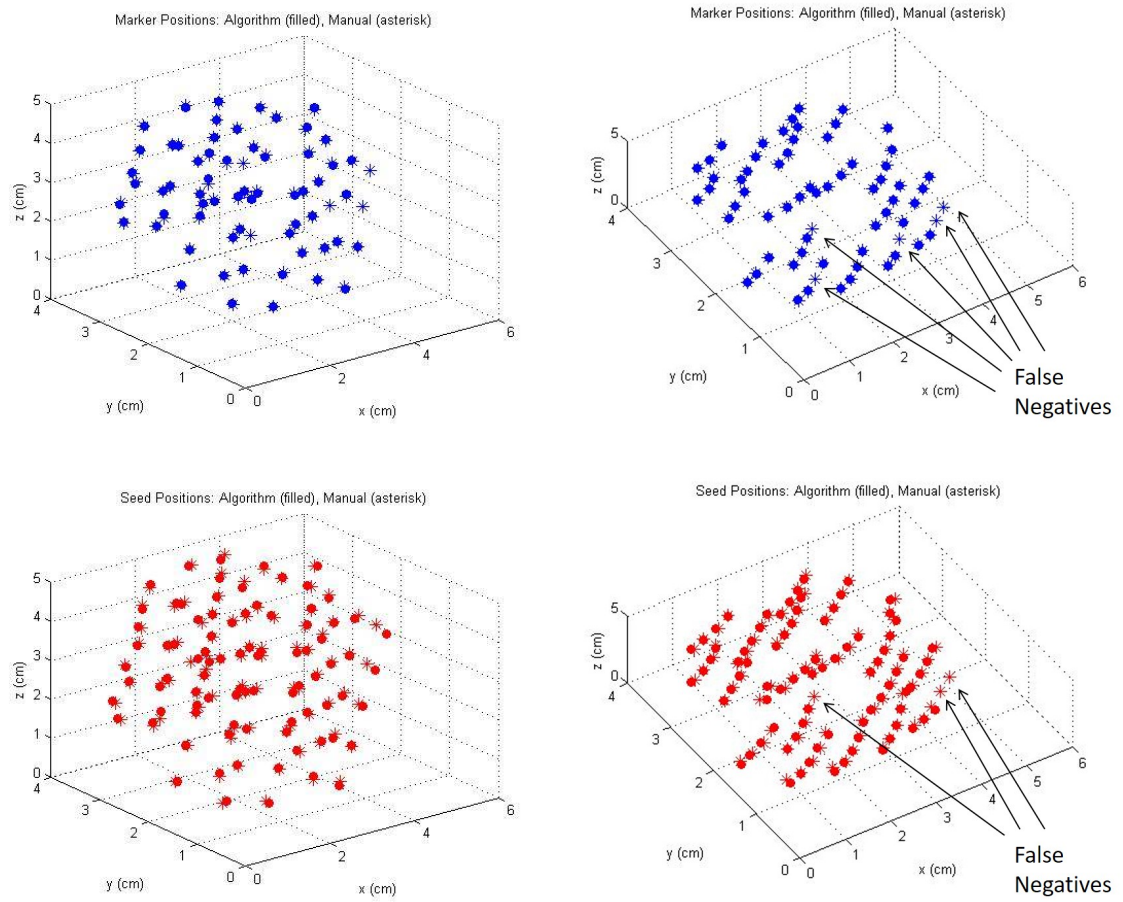 Marker Positions: Algorithm (filled), Manual (asterisk)
5
4
3
2
1
0
z (cm)
4
3
2
1
0
y (cm)
0
2
4
6
x (cm)
Marker Positions: Algorithm (filled), Manual (asterisk)
5
0
z (cm)
4
3
2
1
0
y (cm)
0
1
2
3
4
5
6
x (cm)
False
Negatives
Seed Positions: Algorithm (filled), Manual (asterisk)
5
4
3
2
1
0
z (cm)
4
3
2
1
0
y (cm)
0
2
4
6
x (cm)
Seed Positions: Algorithm (filled), Manual (asterisk)
5
0
z (cm)
4
3
2
1
0
y (cm)
0
1
2
3
4
5
6
x (cm)
False
Negatives